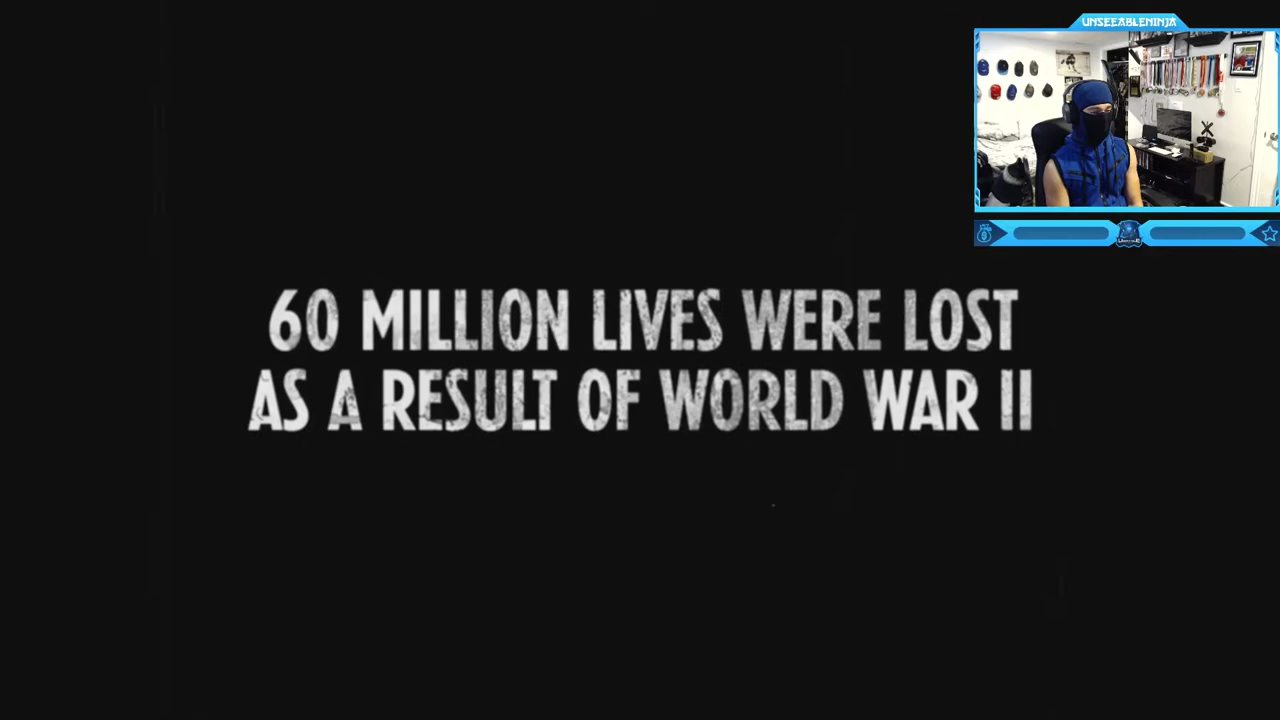 UNSEEABLENINJA
60 MILLION LIVES WERE LOST
AS A RESULT OF WORLD WAR II